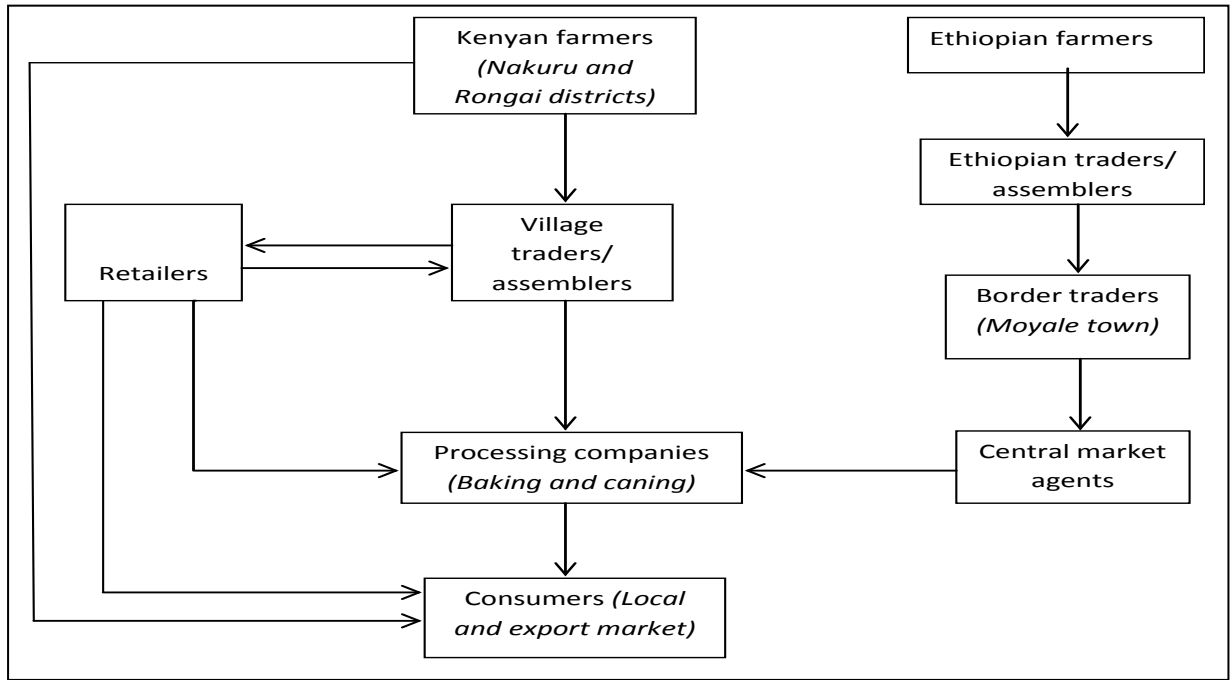 Kenyan farmers
(Nakuru and
Rongai districts)
Ethiopian farmers
Ethiopian traders/
assemblers
Retailers
Village
traders/
assemblers
Border traders
(Moyale town)
Processing companies
(Baking and caning)
Central market
agents
Consumers (Local
and export market)